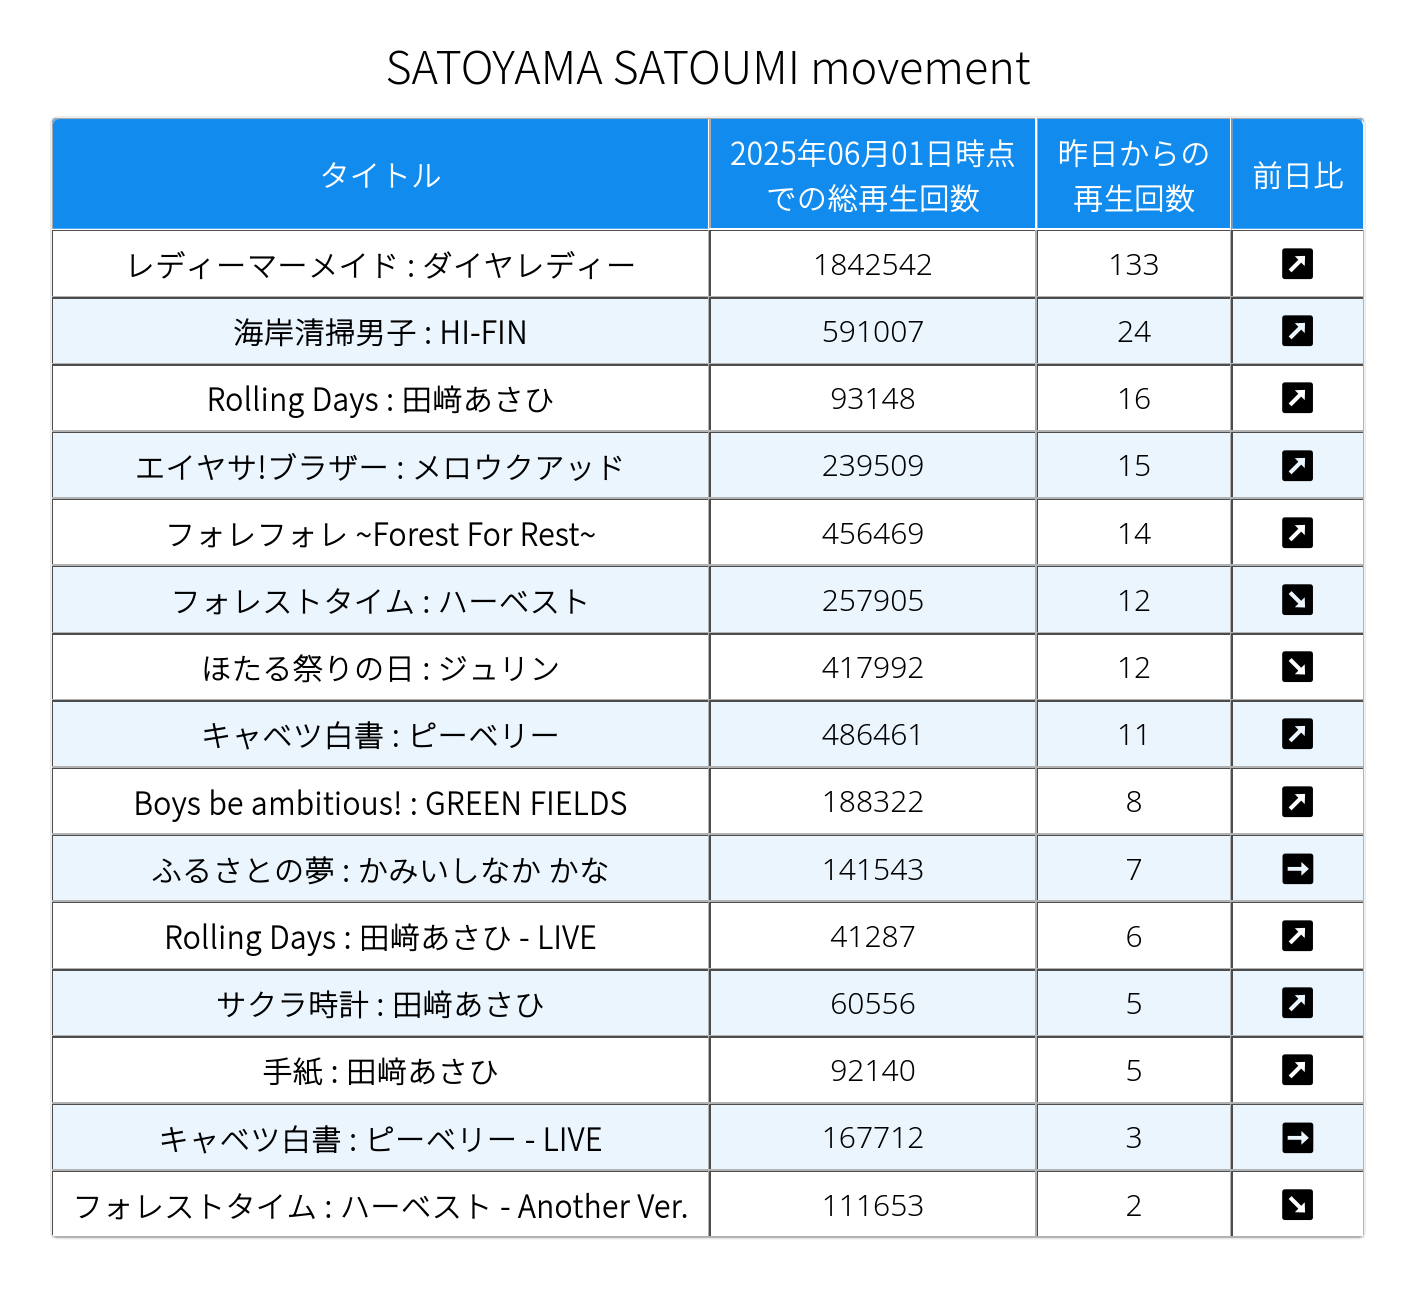 SATOYAMA SATOUMI movement
タイトル
2025年06月01日時点
での総再生回数
昨日からの
再生回数
前日比
レディーマーメイド : ダイヤレディー 1842542 133 ↗
海岸清掃男子 : HI-FIN 591007 24 ↗
Rolling Days : 田﨑あさひ 93148 16 ↗
エイヤサ!ブラザー : メロウクアッド 239509 15 ↗
フォレフォレ ~Forest For Rest~ 456469 14 ↗
フォレストタイム : ハーベスト 257905 12 ↘
ほたる祭りの日 : ジュリン 417992 12 ↘
キャベツ白書 : ピーベリー 486461 11 ↗
Boys be ambitious! : GREEN FIELDS 188322 8 ↗
ふるさとの夢 : かみいしなか かな 141543 7 →
Rolling Days : 田﨑あさひ - LIVE 41287 6 ↗
サクラ時計 : 田﨑あさひ 60556 5 ↗
手紙 : 田﨑あさひ 92140 5 ↗
キャベツ白書 : ピーベリー - LIVE 167712 3 →
フォレストタイム : ハーベスト - Another Ver. 111653 2 ↘